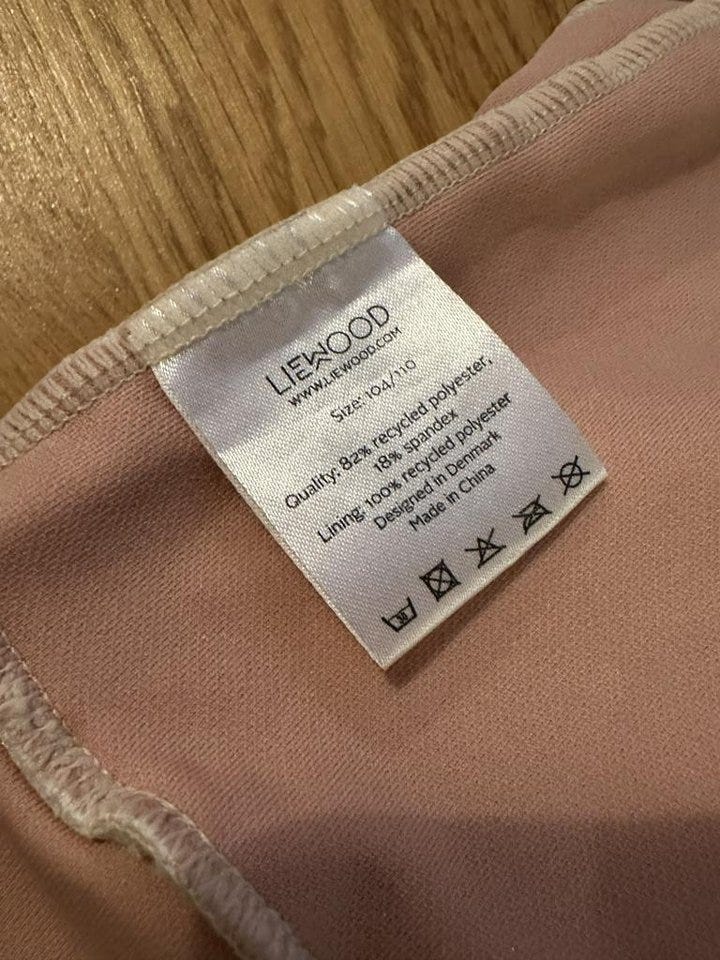 LIEWOOD
WWW.LIEWOOD.COM
Size: 104/110
Quality: 82% recycled polyester,
18% spandex
Lining: 100% recycled polyester
Designed in Denmark
Made in China